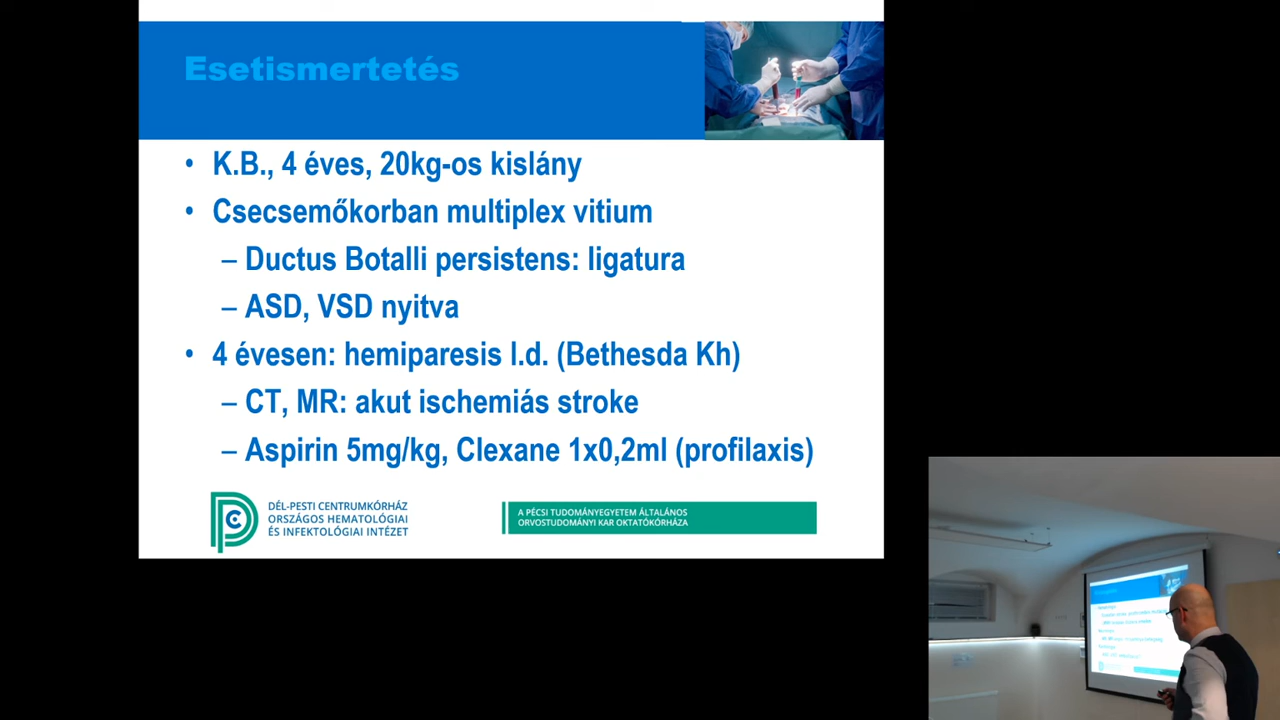 Esetismertetés
• K.B., 4 éves, 20kg-os kislány
• Csecsemőkorban multiplex vitium
– Ductus Botalli persistens: ligatura
– ASD, VSD nyitva
• 4 évesen: hemiparesis l.d. (Bethesda Kh)
– CT, MR: akut ischemiás stroke
– Aspirin 5mg/kg, Clexane 1x0,2ml (profilaxis)
DÉL-PESTI CENTRUMKÓRHÁZ
ORSZÁGOS HEMATOLÓGIAI
ÉS INFEKTOLÓGIAI INTÉZET
A PÉCSI TUDOMÁNYEGYETEM ÁLTALÁNOS
ORVOSTUDOMÁNYI KAR OKTATÓKÓRHÁZA